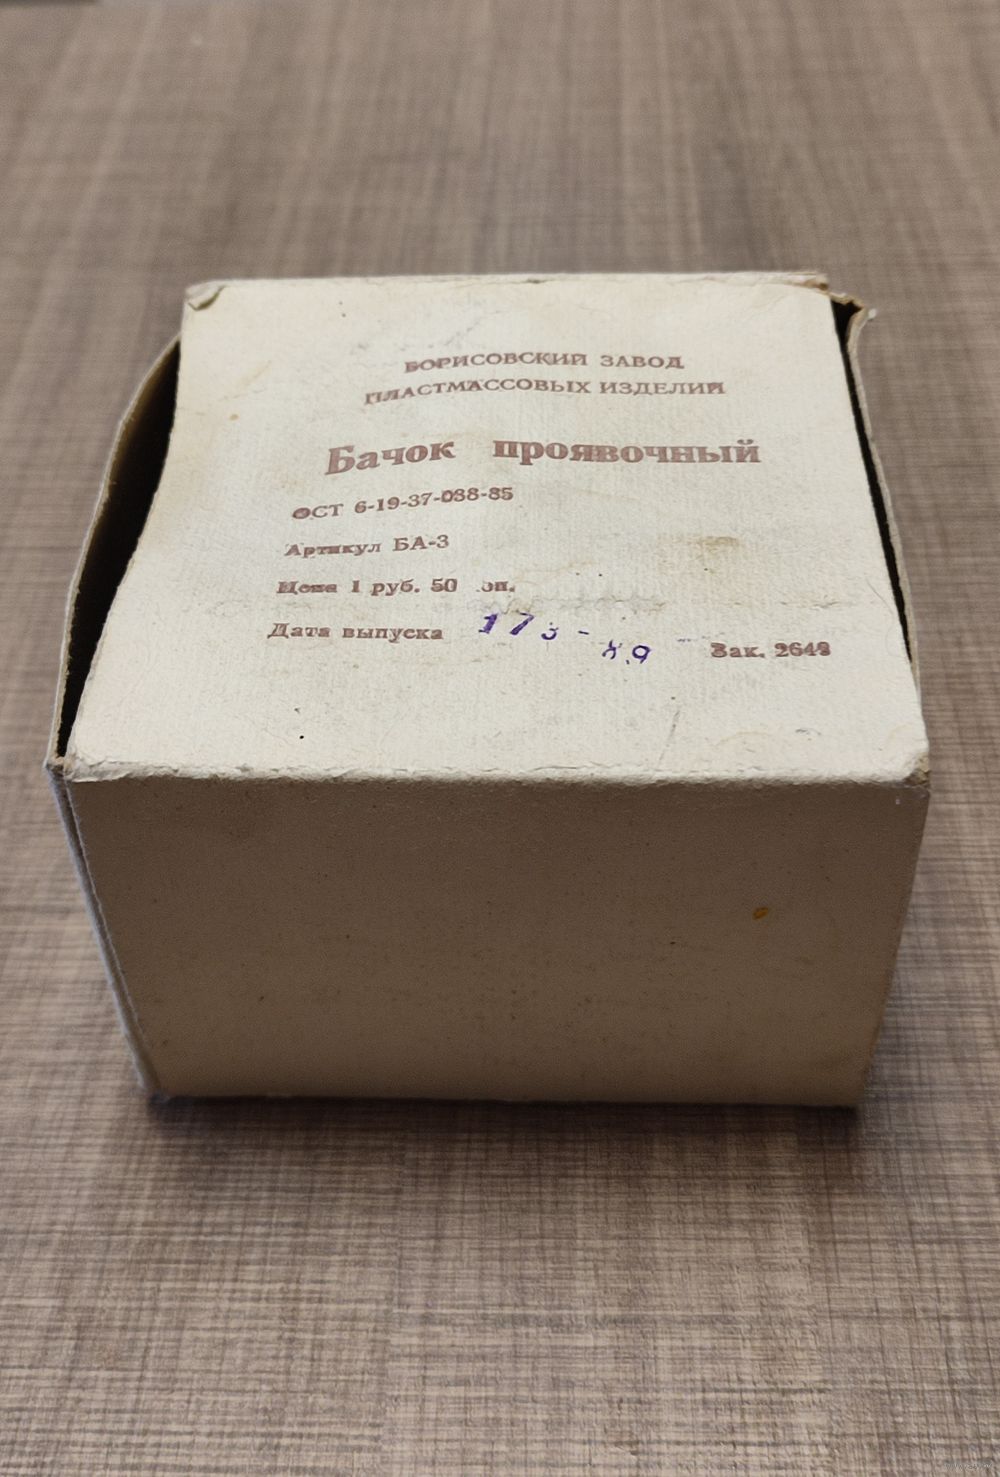 БОРИСОВСКИЙ ЗАВОД
ПЛАСТМАССОВЫХ ИЗДЕЛИЙ
Бачок проявочный
ОСТ 6-19-37-088-85
Артикул БА-3
Цена 1 руб. 50
Дата выпуска
Зак. 2648